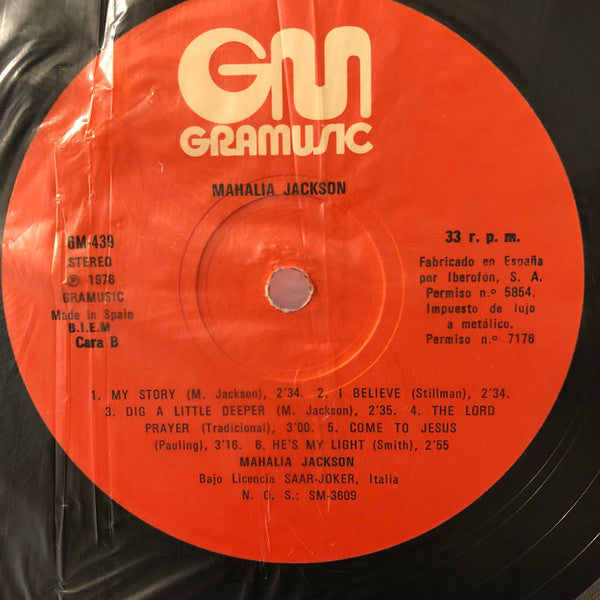 GM
GRAMUSIC
MAHALIA JACKSON
GM-439
STEREO
℗ 1976
GRAMUSIC
Made in Spain
B.I.E.M
Cara B
33 r. p. m.
Fabricado en España
por Iberofón, S. A.
Permiso n.º 5854.
Impuesto de lujo
a metálico.
Permiso n.º 7176
1. MY STORY (M. Jackson), 2'34. 2. I BELIEVE (Stillman), 2'34.
3. DIG A LITTLE DEEPER (M. Jackson), 2'35. 4. THE LORD
PRAYER (Tradicional), 3'00. 5. COME TO JESUS
(Pauling), 3'16. 6. HE'S MY LIGHT (Smith), 2'55
MAHALIA JACKSON
Bajo Licencia SAAR-JOKER, Italia
N. O. S.: SM-3609